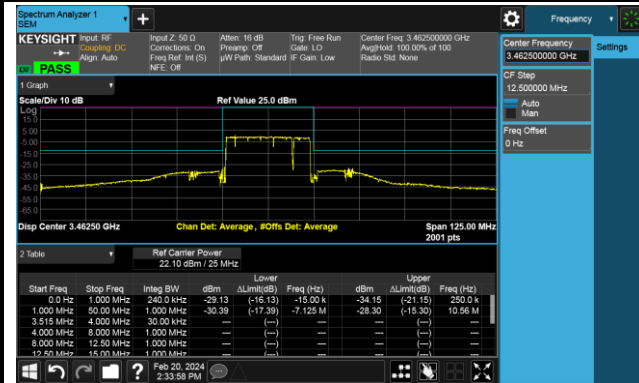 Spectrum Analyzer 1
SEM
Frequency
KEYSIGHT
Input: RF
Coupling: DC
Align: Auto
Input Z: 50 Ω
Corrections: On
Freq Ref: Int (S)
NFE: Off
Atten: 16 dB
Preamp: Off
µW Path: Standard
Trig: Free Run
Gate: LO
IF Gain: Low
Center Freq: 3.462500000 GHz
Avg|Hold: 100.00% of 100
Radio Std: None
PASS
Center Frequency
3.462500000 GHz
Settings
CF Step
12.500000 MHz
Auto
Man
Freq Offset
0 Hz
1 Graph
Scale/Div 10 dB
Ref Value 25.0 dBm
Log
15.0
5.00
-5.00
-15.0
-25.0
-35.0
-45.0
-55.0
-65.0
Disp Center 3.46250 GHz
Chan Det: Average, #Offs Det: Average
Span 125.00 MHz
2001 pts
2 Table
Ref Carrier Power
22.10 dBm / 25 MHz
Lower Upper
Start Freq Stop Freq Integ BW dBm ΔLimit(dB) Freq (Hz) dBm ΔLimit(dB) Freq (Hz)
0.0 Hz 1.000 MHz 240.0 kHz -29.13 (-16.13) -15.00 k -34.15 (-21.15) 250.0 k
1.000 MHz 50.00 MHz 1.000 MHz -30.39 (-17.39) -7.125 M -28.30 (-15.30) 10.56 M
3.515 MHz 4.000 MHz 30.00 kHz --- (---) --- --- (---) ---
4.000 MHz 8.000 MHz 1.000 MHz --- (---) --- --- (---) ---
8.000 MHz 12.50 MHz 1.000 MHz --- (---) --- --- (---) ---
12.50 MHz 15.00 MHz 1.000 MHz --- (---) --- --- (---) ---
Feb 20, 2024
2:33:58 PM